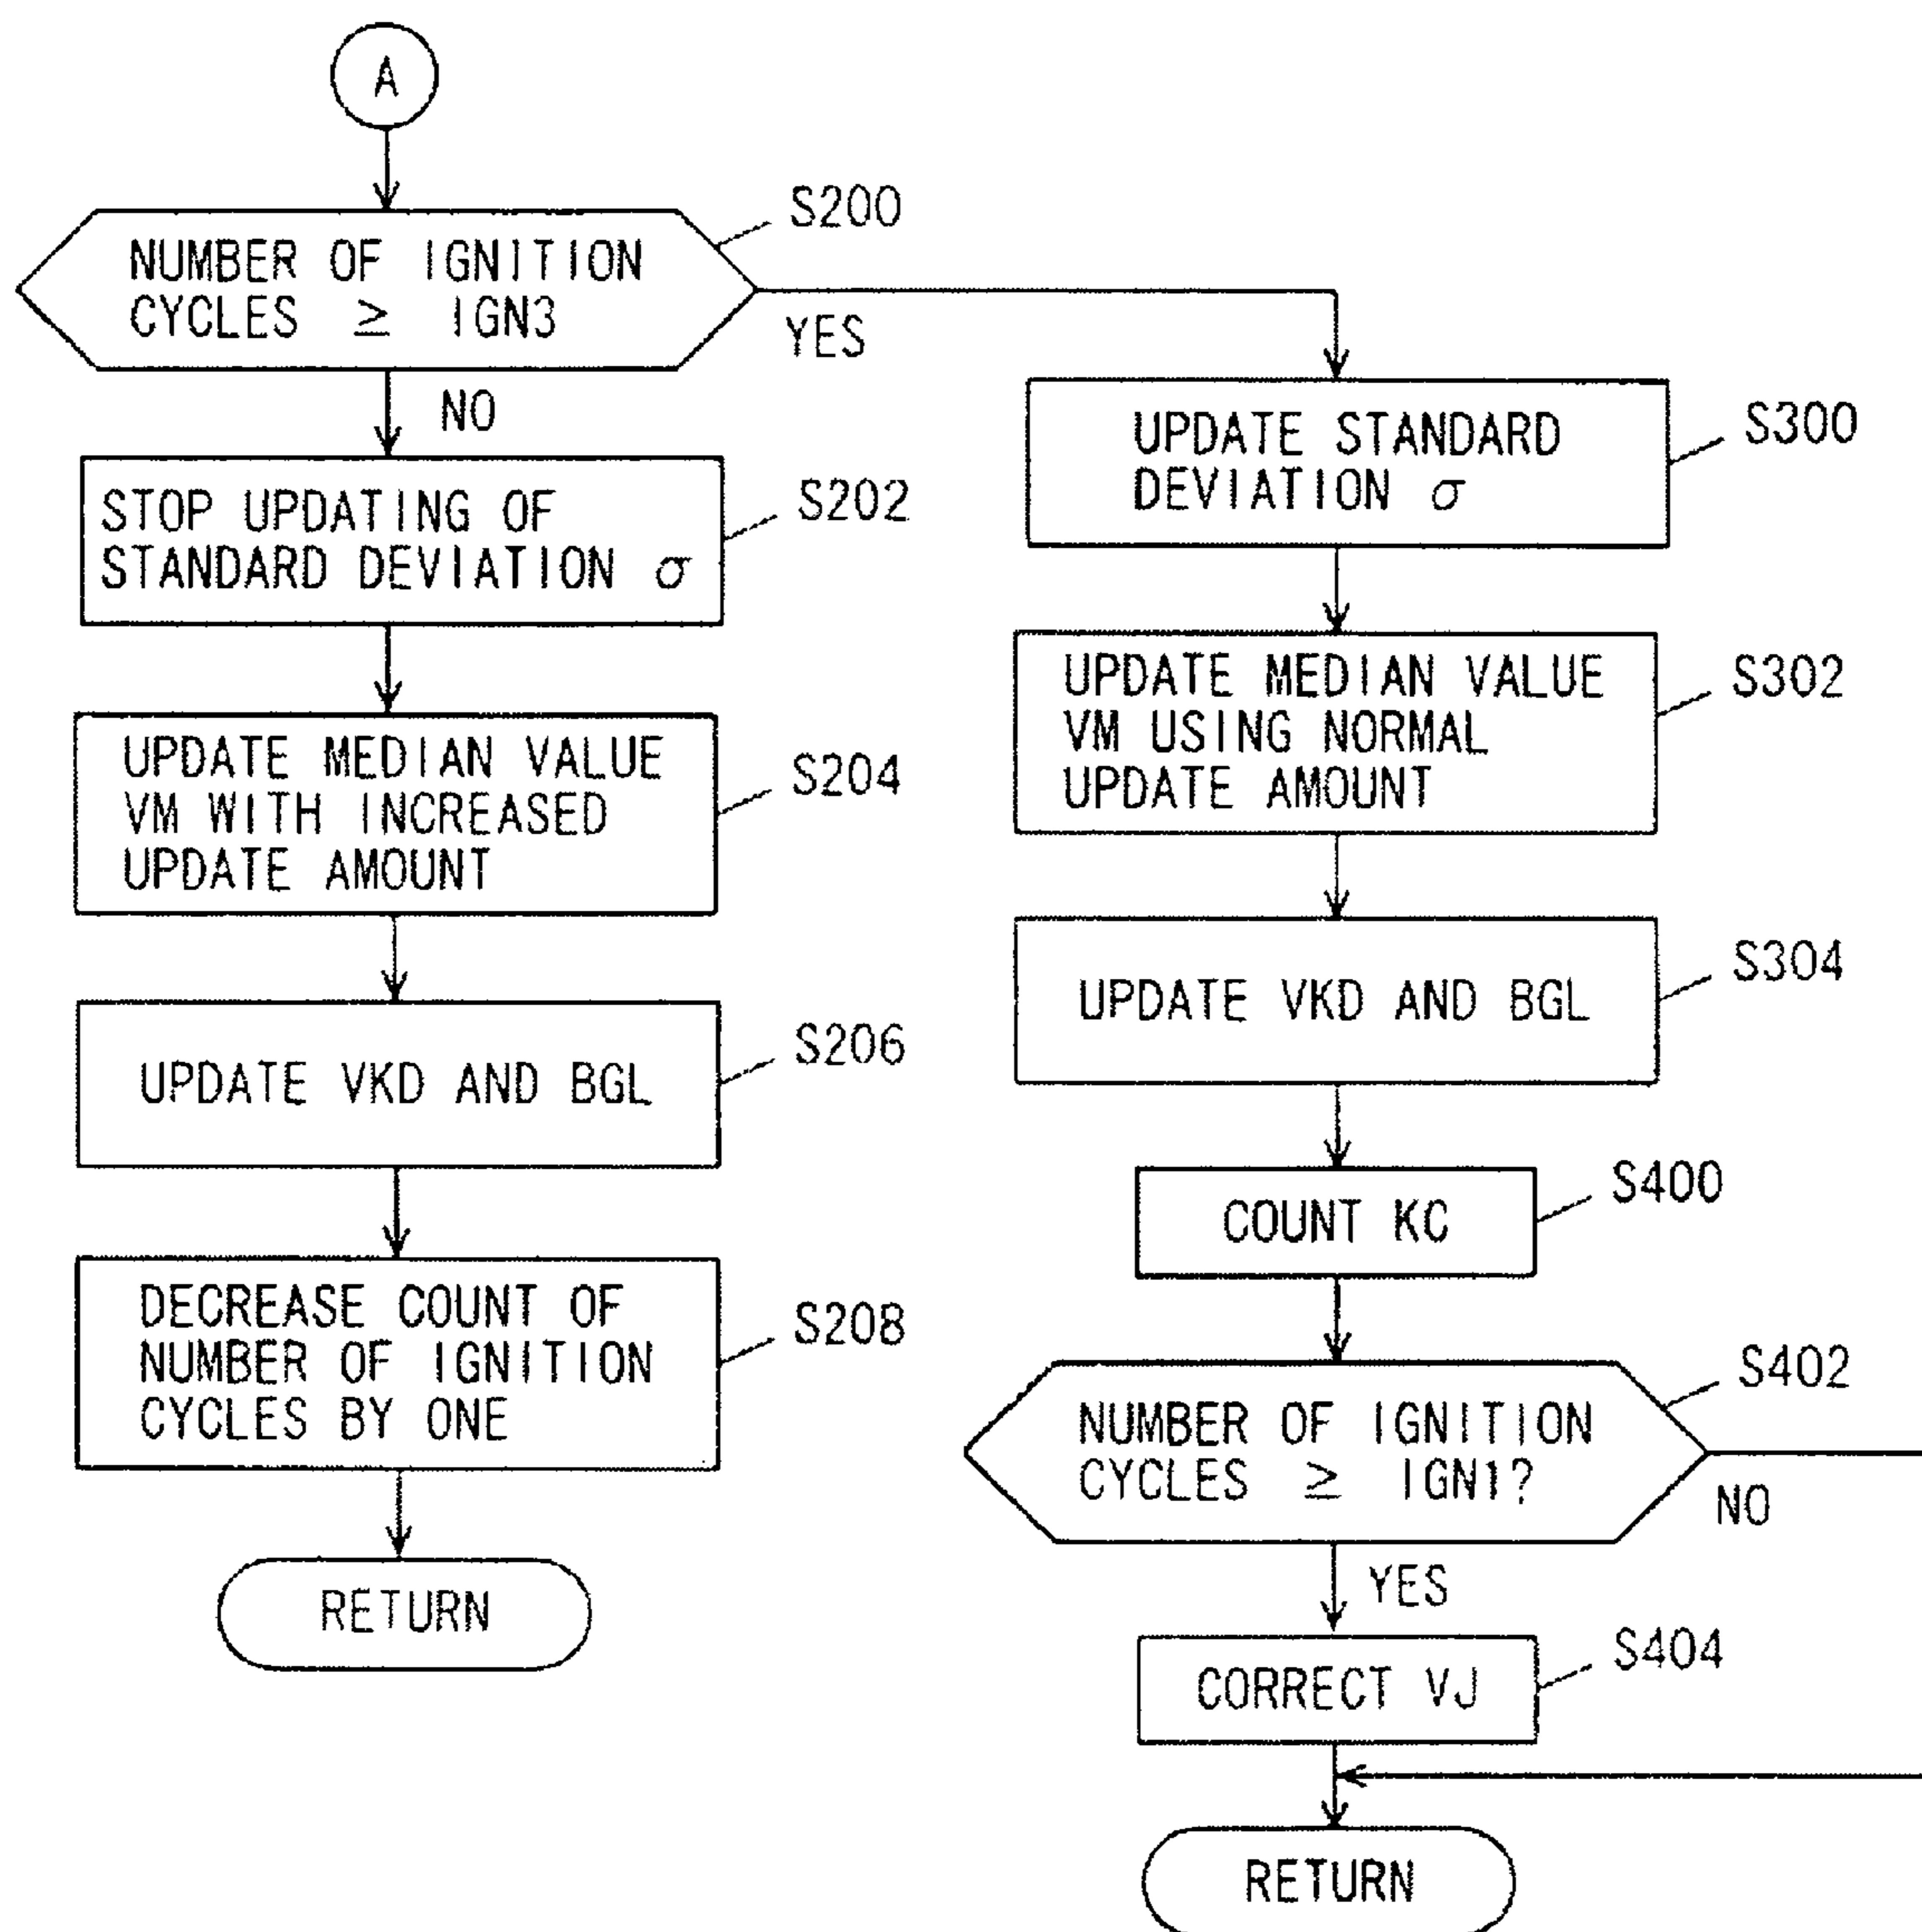 A
NUMBER OF IGNITION
CYCLES ≧ IGN3
S200
YES
NO
STOP UPDATING OF
STANDARD DEVIATION σ
S202
UPDATE MEDIAN VALUE
VM WITH INCREASED
UPDATE AMOUNT
S204
UPDATE VKD AND BGL
S206
DECREASE COUNT OF
NUMBER OF IGNITION
CYCLES BY ONE
S208
RETURN
UPDATE STANDARD
DEVIATION σ
S300
UPDATE MEDIAN VALUE
VM USING NORMAL
UPDATE AMOUNT
S302
UPDATE VKD AND BGL
S304
COUNT KC
S400
NUMBER OF IGNITION
CYCLES ≧ IGN1?
S402
NO
YES
CORRECT VJ
S404
RETURN